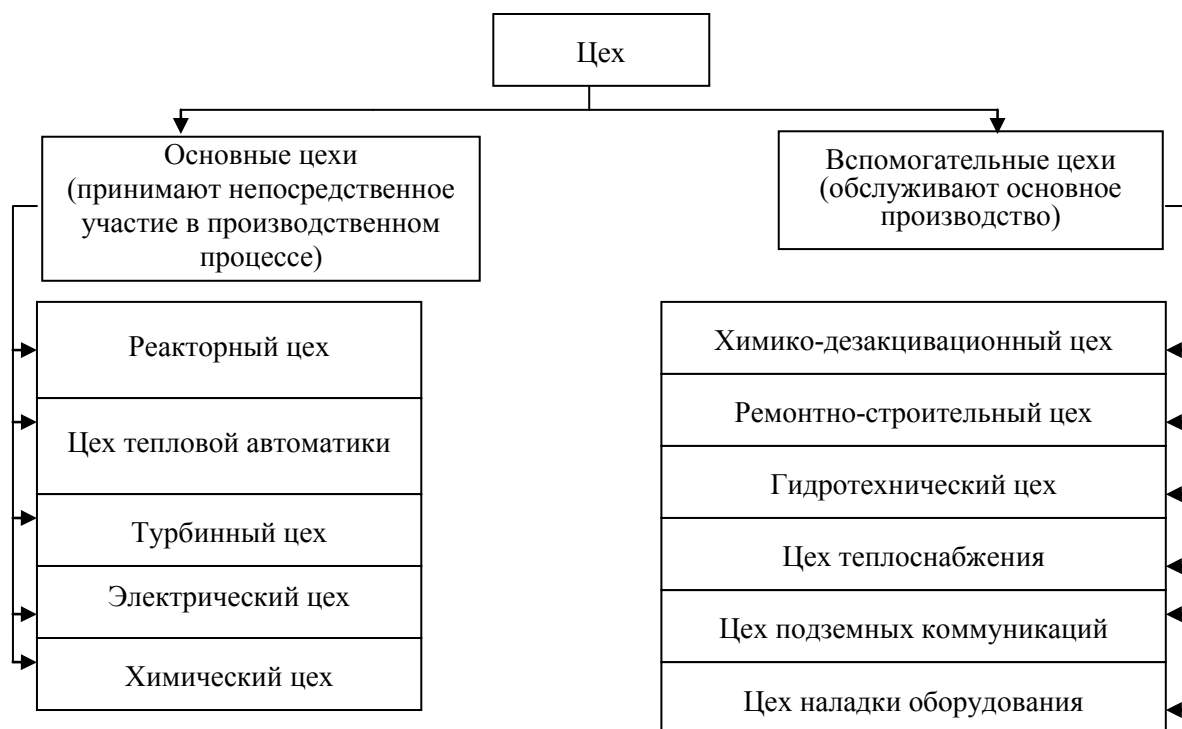 Цех
Основные цехи
(принимают непосредственное
участие в производственном
процессе)
Вспомогательные цехи
(обслуживают основное
производство)
Реакторный цех
Цех тепловой автоматики
Турбинный цех
Электрический цех
Химический цех
Химико-дезакцивационный цех
Ремонтно-строительный цех
Гидротехнический цех
Цех теплоснабжения
Цех подземных коммуникаций
Цех наладки оборудования